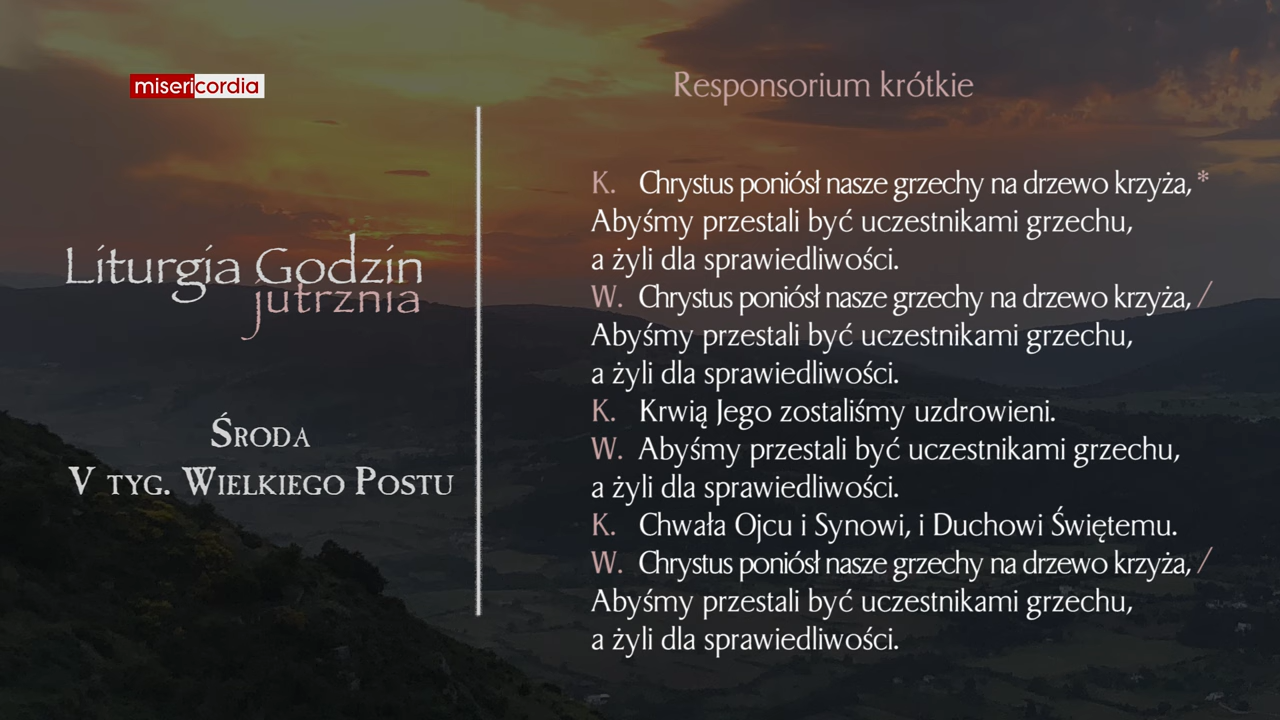 misericordia
Liturgia Godzin
jutrznia
Środa
V tyg. Wielkiego Postu
Responsorium krótkie
K. Chrystus poniósł nasze grzechy na drzewo krzyża, *
Abyśmy przestali być uczestnikami grzechu,
a żyli dla sprawiedliwości.
W. Chrystus poniósł nasze grzechy na drzewo krzyża, /
Abyśmy przestali być uczestnikami grzechu,
a żyli dla sprawiedliwości.
K. Krwią Jego zostaliśmy uzdrowieni.
W. Abyśmy przestali być uczestnikami grzechu,
a żyli dla sprawiedliwości.
K. Chwała Ojcu i Synowi, i Duchowi Świętemu.
W. Chrystus poniósł nasze grzechy na drzewo krzyża, /
Abyśmy przestali być uczestnikami grzechu,
a żyli dla sprawiedliwości.